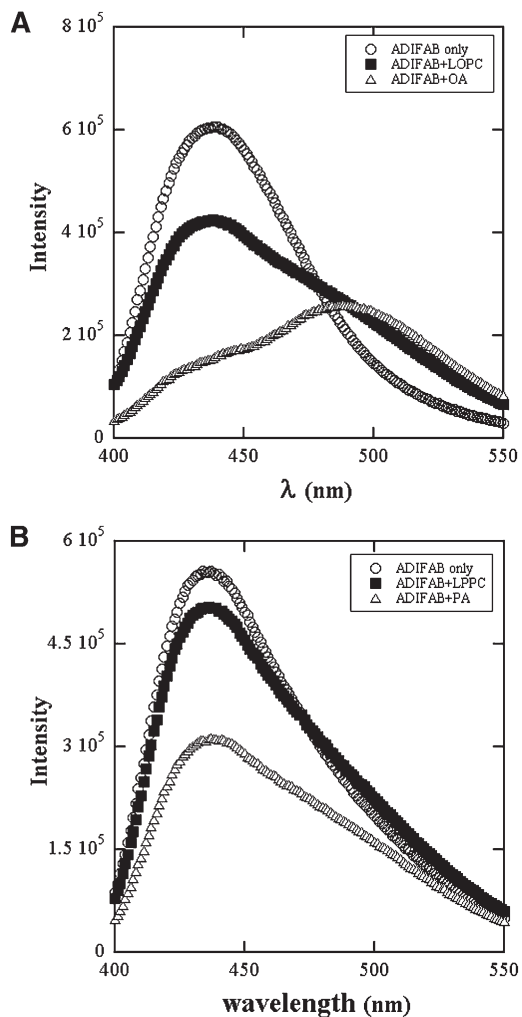 A
8 10⁵
6 10⁵
4 10⁵
2 10⁵
0
Intensity
ADIFAB only
ADIFAB+LOPC
ADIFAB+OA
400
450
500
550
λ (nm)
B
6 10⁵
4.5 10⁵
3 10⁵
1.5 10⁵
0
Intensity
ADIFAB only
ADIFAB+LPPC
ADIFAB+PA
400
450
500
550
wavelength (nm)